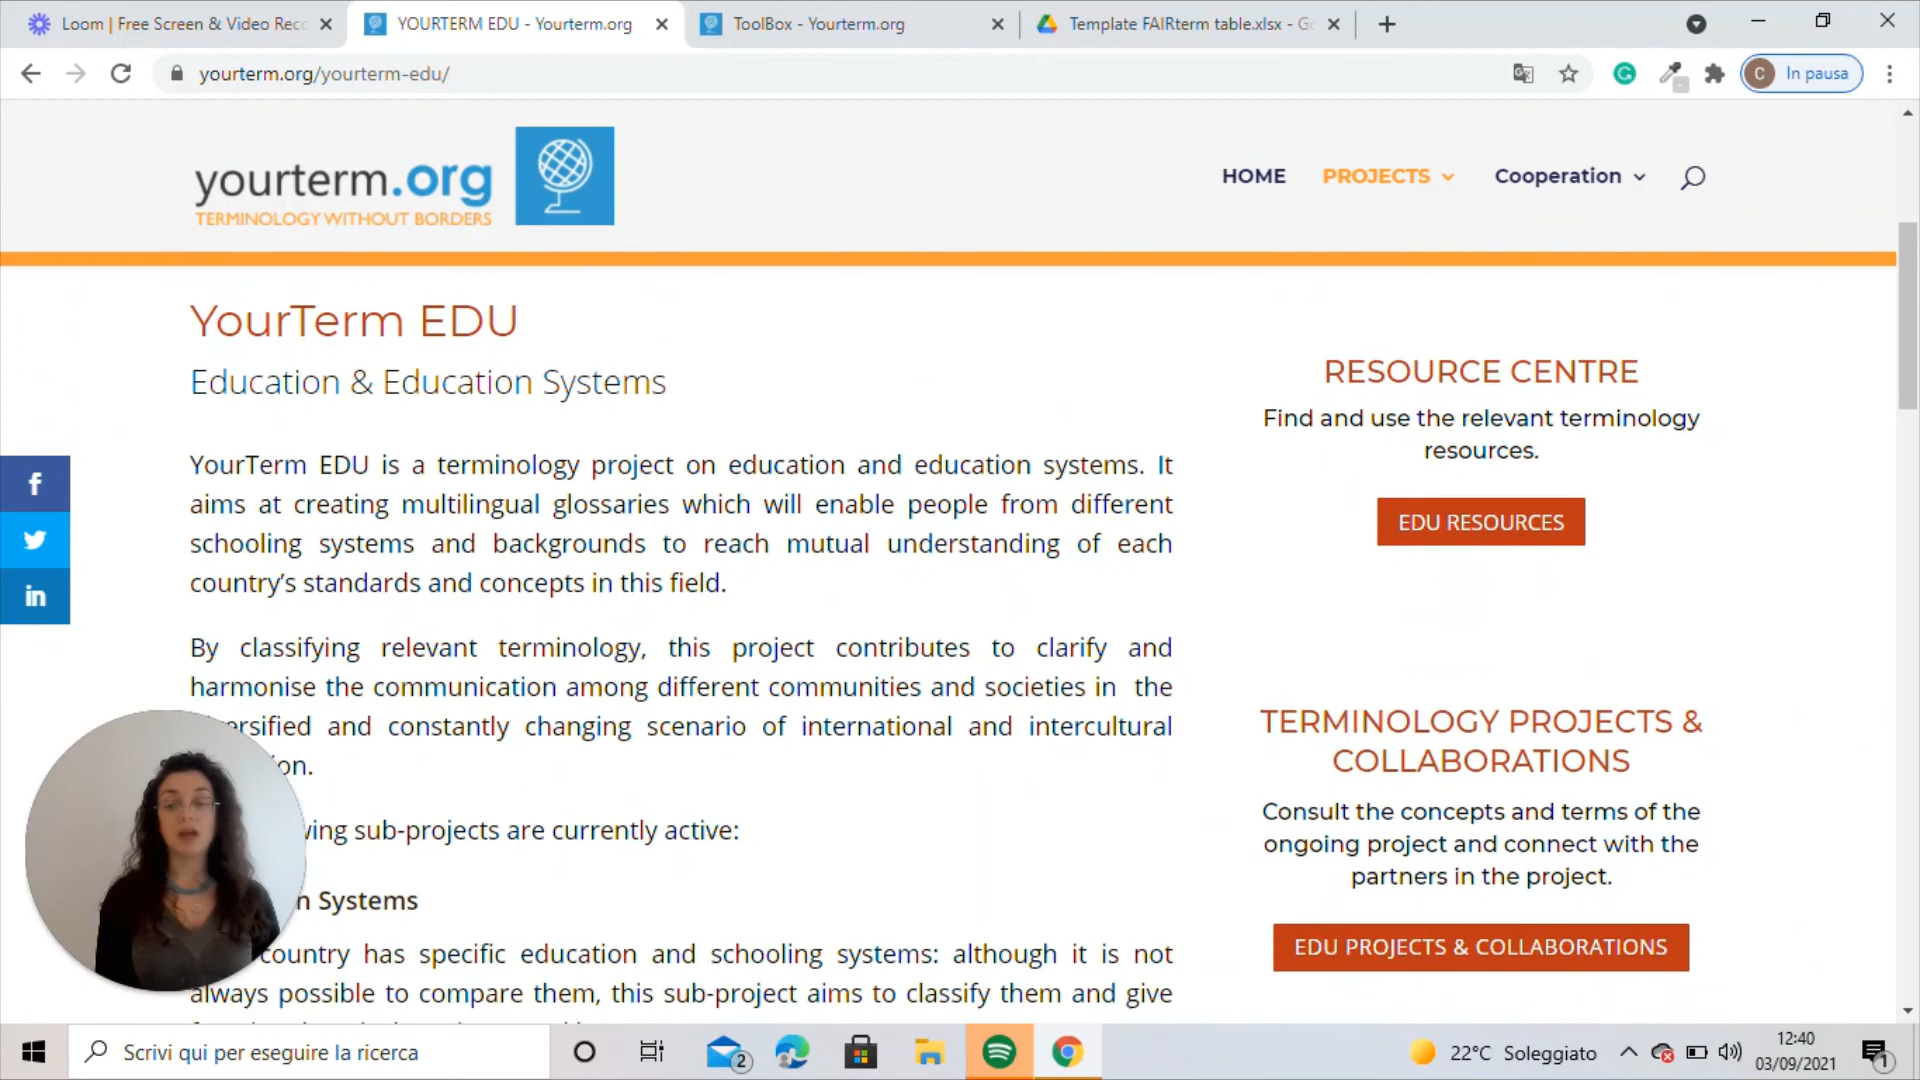 Loom | Free Screen & Video Rec
YOURTERM EDU - Yourterm.org
ToolBox - Yourterm.org
Template FAIRterm table.xlsx - Go
yourterm.org/yourterm-edu/
C In pausa
yourterm.org
TERMINOLOGY WITHOUT BORDERS
HOME
PROJECTS
Cooperation
YourTerm EDU
Education & Education Systems
YourTerm EDU is a terminology project on education and education systems. It
aims at creating multilingual glossaries which will enable people from different
schooling systems and backgrounds to reach mutual understanding of each
country's standards and concepts in this field.
By classifying relevant terminology, this project contributes to clarify and
harmonise the communication among different communities and societies in the
ersified and constantly changing scenario of international and intercultural
on.
wing sub-projects are currently active:
n Systems
country has specific education and schooling systems: although it is not
always possible to compare them, this sub-project aims to classify them and give
RESOURCE CENTRE
Find and use the relevant terminology
resources.
EDU RESOURCES
TERMINOLOGY PROJECTS &
COLLABORATIONS
Consult the concepts and terms of the
ongoing project and connect with the
partners in the project.
EDU PROJECTS & COLLABORATIONS
f
in
Scrivi qui per eseguire la ricerca
2
22°C Soleggiato
12:40
03/09/2021
1